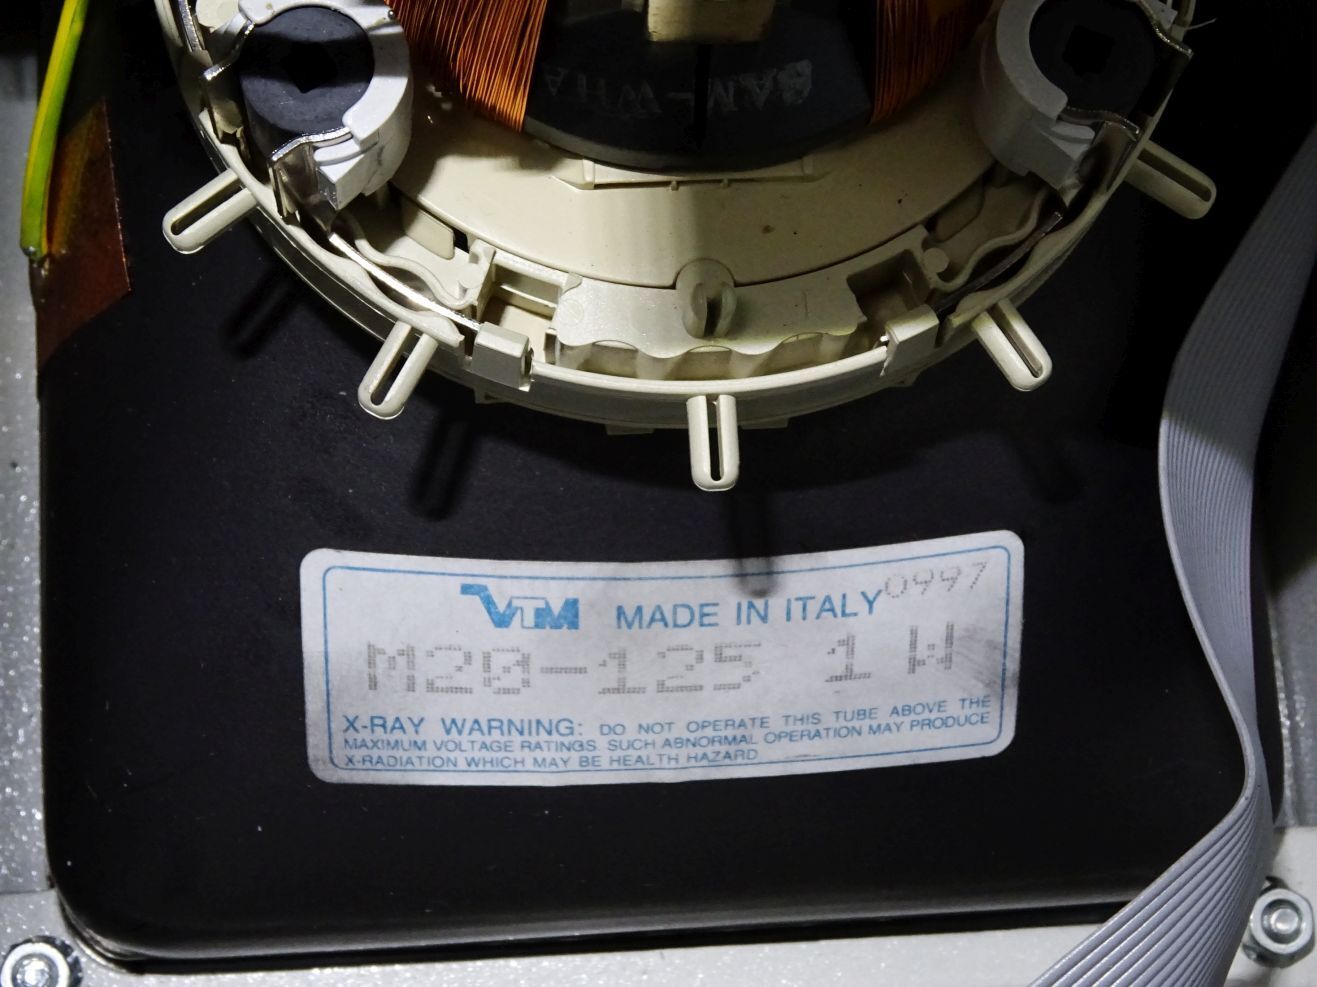 VTM MADE IN ITALY 0997
M20-125 1 W
X-RAY WARNING: DO NOT OPERATE THIS TUBE ABOVE THE
MAXIMUM VOLTAGE RATINGS. SUCH ABNORMAL OPERATION MAY PRODUCE
X-RADIATION WHICH MAY BE HEALTH HAZARD